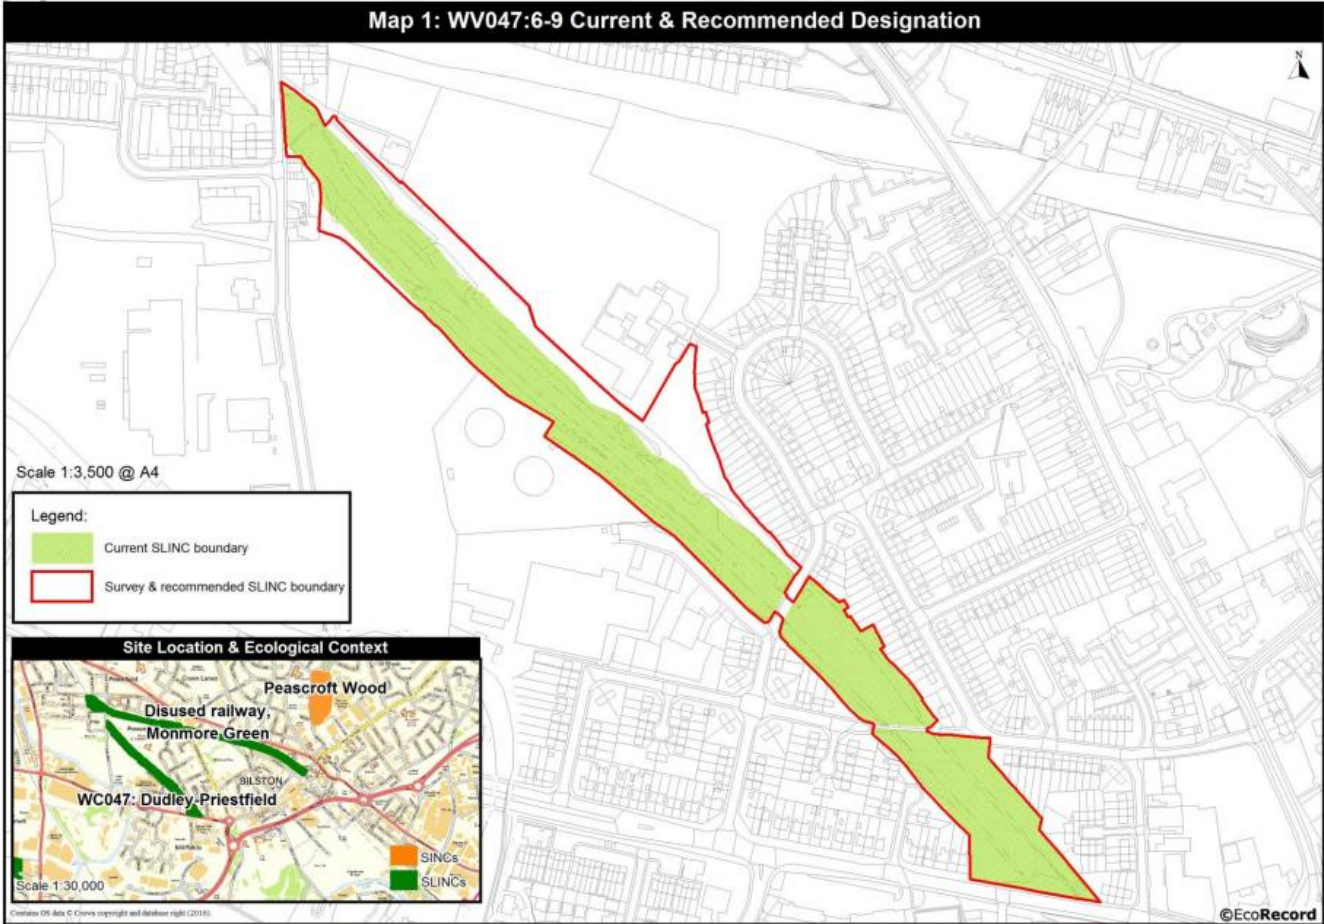 Map 1: WV047:6-9 Current & Recommended Designation
N
Scale 1:3,500 @ A4
Legend:
Current SLINC boundary
Survey & recommended SLINC boundary
Site Location & Ecological Context
Peascroft Wood
Disused railway,
Monmore Green
BILSTON
WC047: Dudley-Priestfield
SINCs
SLINCs
Scale 1:30,000
Contains OS data © Crown copyright and database right (2016)
©EcoRecord